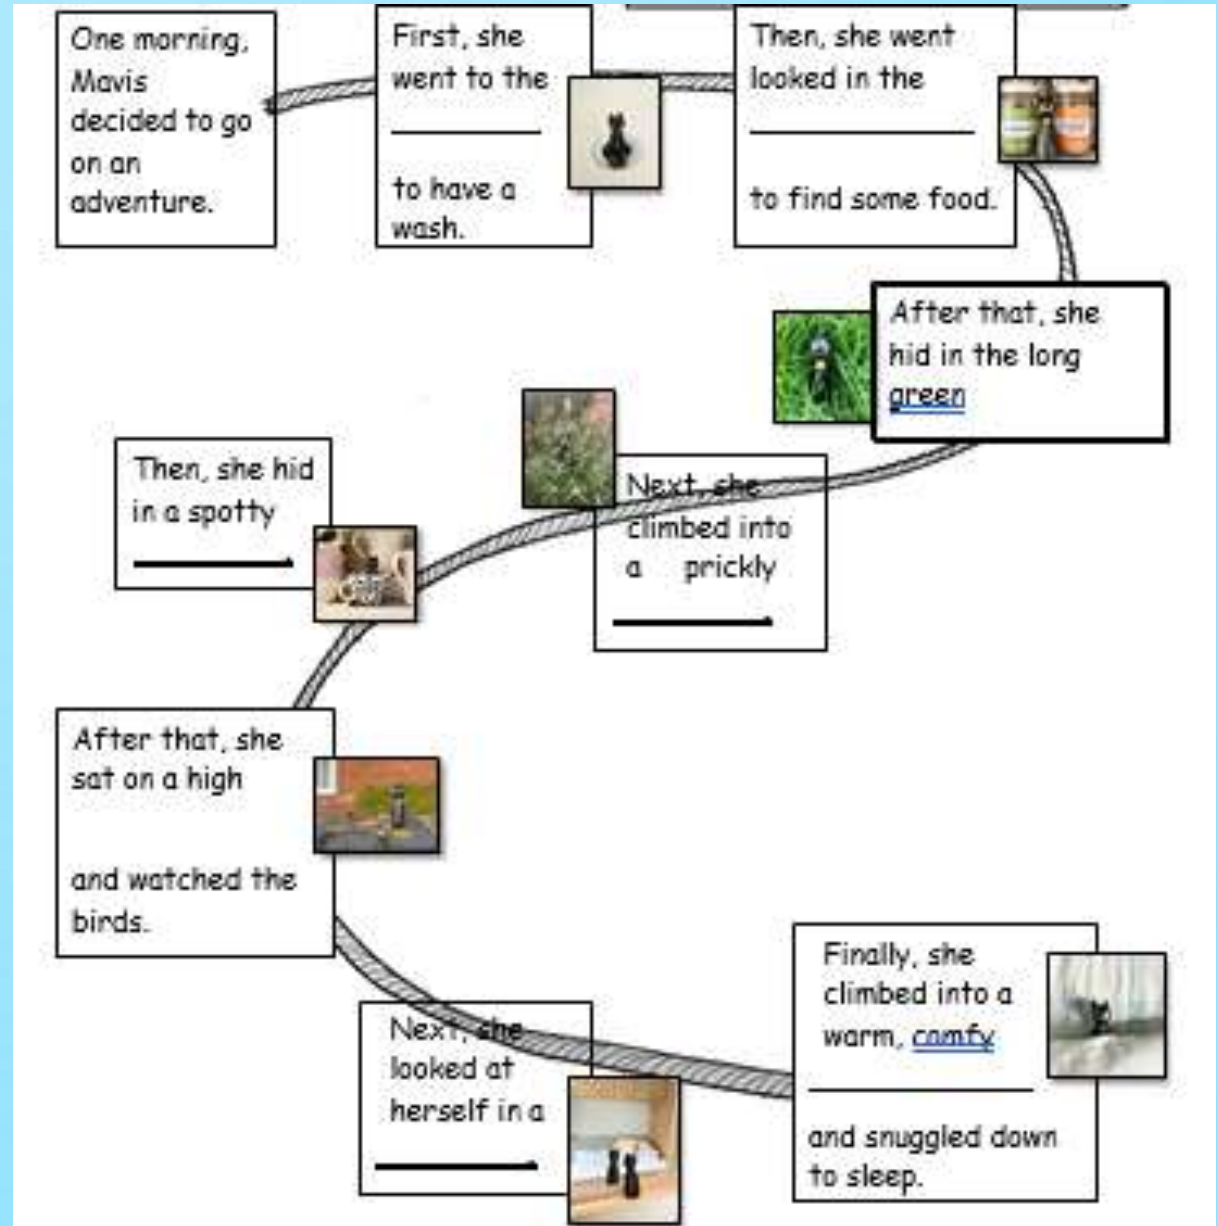 One morning,
Mavis
decided to go
on an
adventure.
First, she
went to the
to have a
wash.
Then, she went
looked in the
to find some food.
After that, she
hid in the long
green
Next, she
climbed into
a prickly
Then, she hid
in a spotty
After that, she
sat on a high
and watched the
birds.
Next, she
looked at
herself in a
Finally, she
climbed into a
warm, comfy
and snuggled down
to sleep.